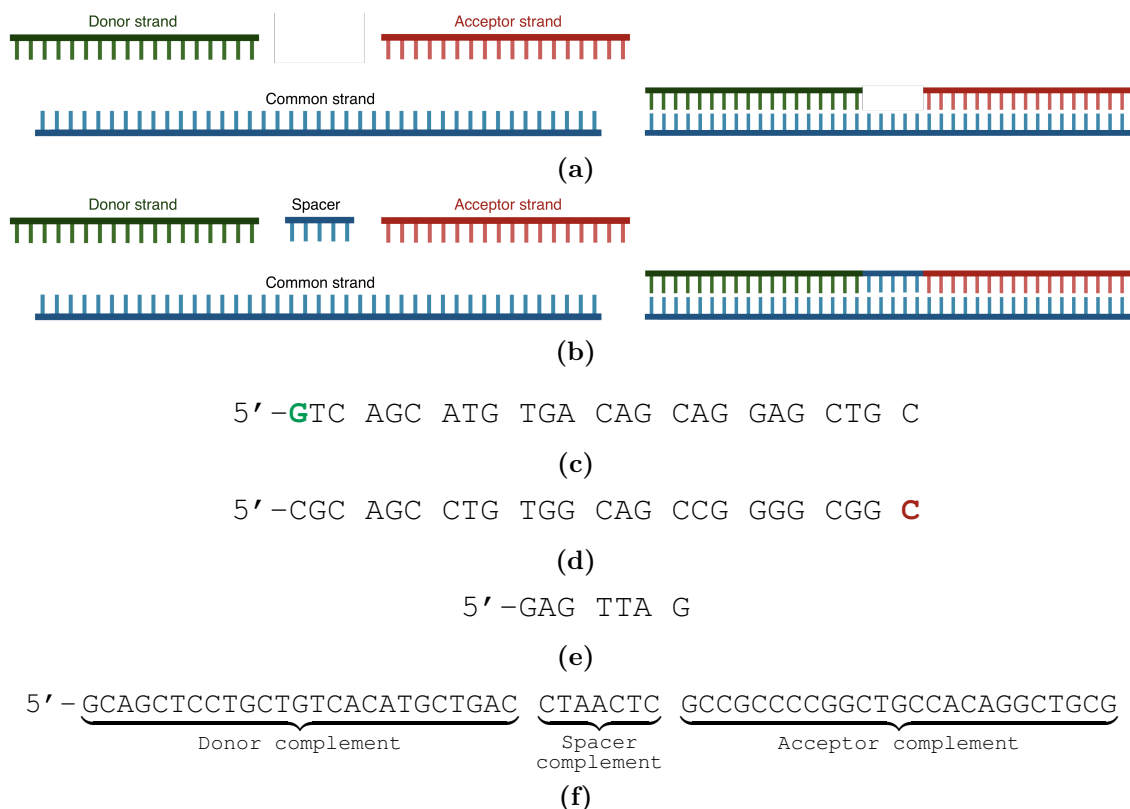 Donor strand Acceptor strand
Common strand
(a)
Donor strand Spacer Acceptor strand
Common strand
(b)
5′-GTC AGC ATG TGA CAG CAG GAG CTG C
(c)
5′-CGC AGC CTG TGG CAG CCG GGG CGG C
(d)
5′-GAG TTA G
(e)
5′-GCAGCTCCTGCTGTCACATGCTGAC CTAACTC GCCGCCCCGGCTGCCACAGGCTGCG
Donor complement Spacer complement Acceptor complement
(f)